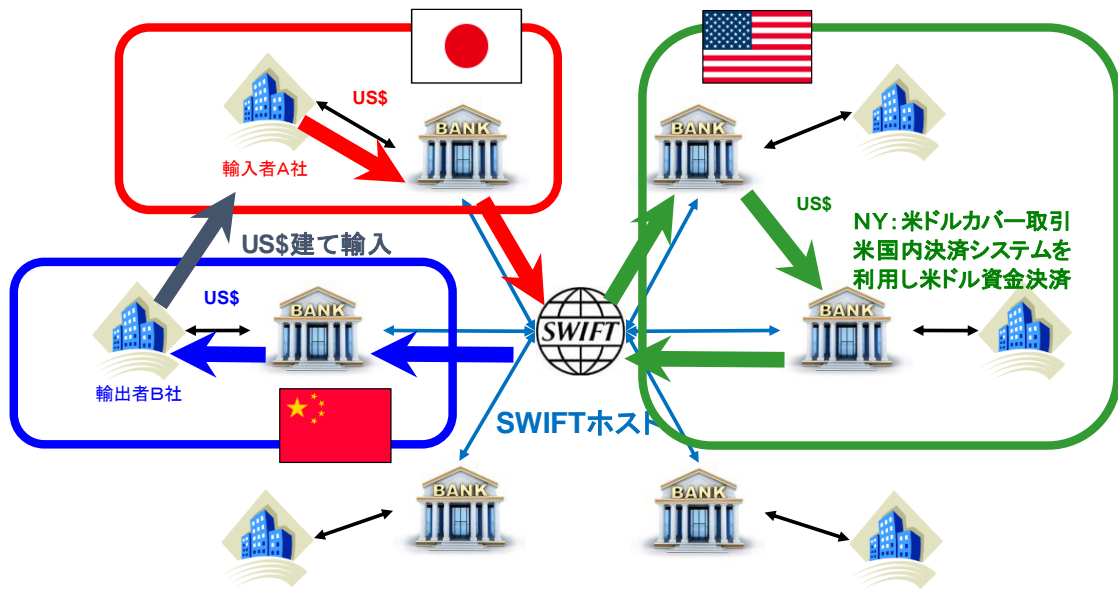 US$
BANK
BANK
輸入者A社
US$
NY:米ドルカバー取引
米国内決済システムを
利用し米ドル資金決済
US$建て輸入
US$
BANK
SWIFT
BANK
輸出者B社
SWIFTホスト
BANK
BANK